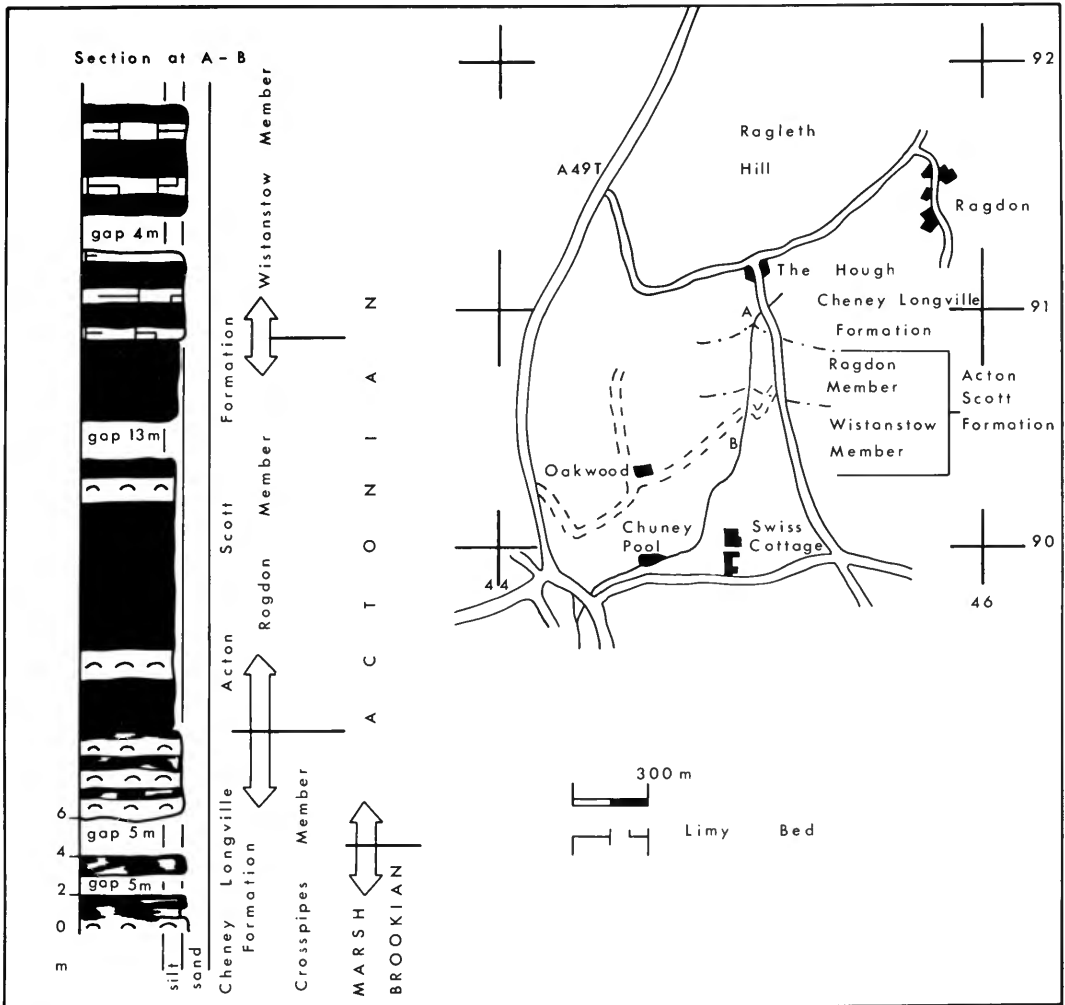 Section at A – B
silt
sand
m
0
2
4
6
gap 5m
gap 5m
gap 13m
gap 4m
Cheney Longville
Formation
Acton Scott Formation
Crosspipes Member
Rogdon Member
Wistanstow Member
MARSH
BROOKIAN
ACTONIAN
92
Ragleth
Hill
A49T
Ragdon
The Hough
Cheney Longville
Formation
91
A
Ragdon
Member
Acton
Scott
Formation
Wistanstow
Member
B
Oakwood
Chuney
Pool
Swiss
Cottage
90
44
46
300 m
Limy Bed